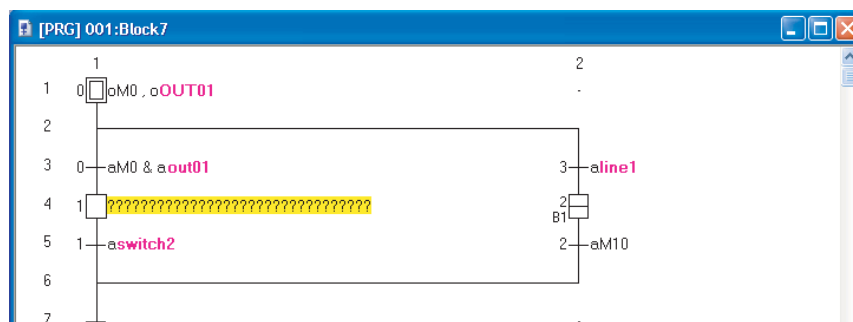 [PRG] 001:Block7
1 2
1 0 oM0 , oOUT01
2
3 0 aM0 & aout01 3 aline1
4 1 ???????????????????????????????? 2
B1
5 1 aswitch2 2 aM10
6
7